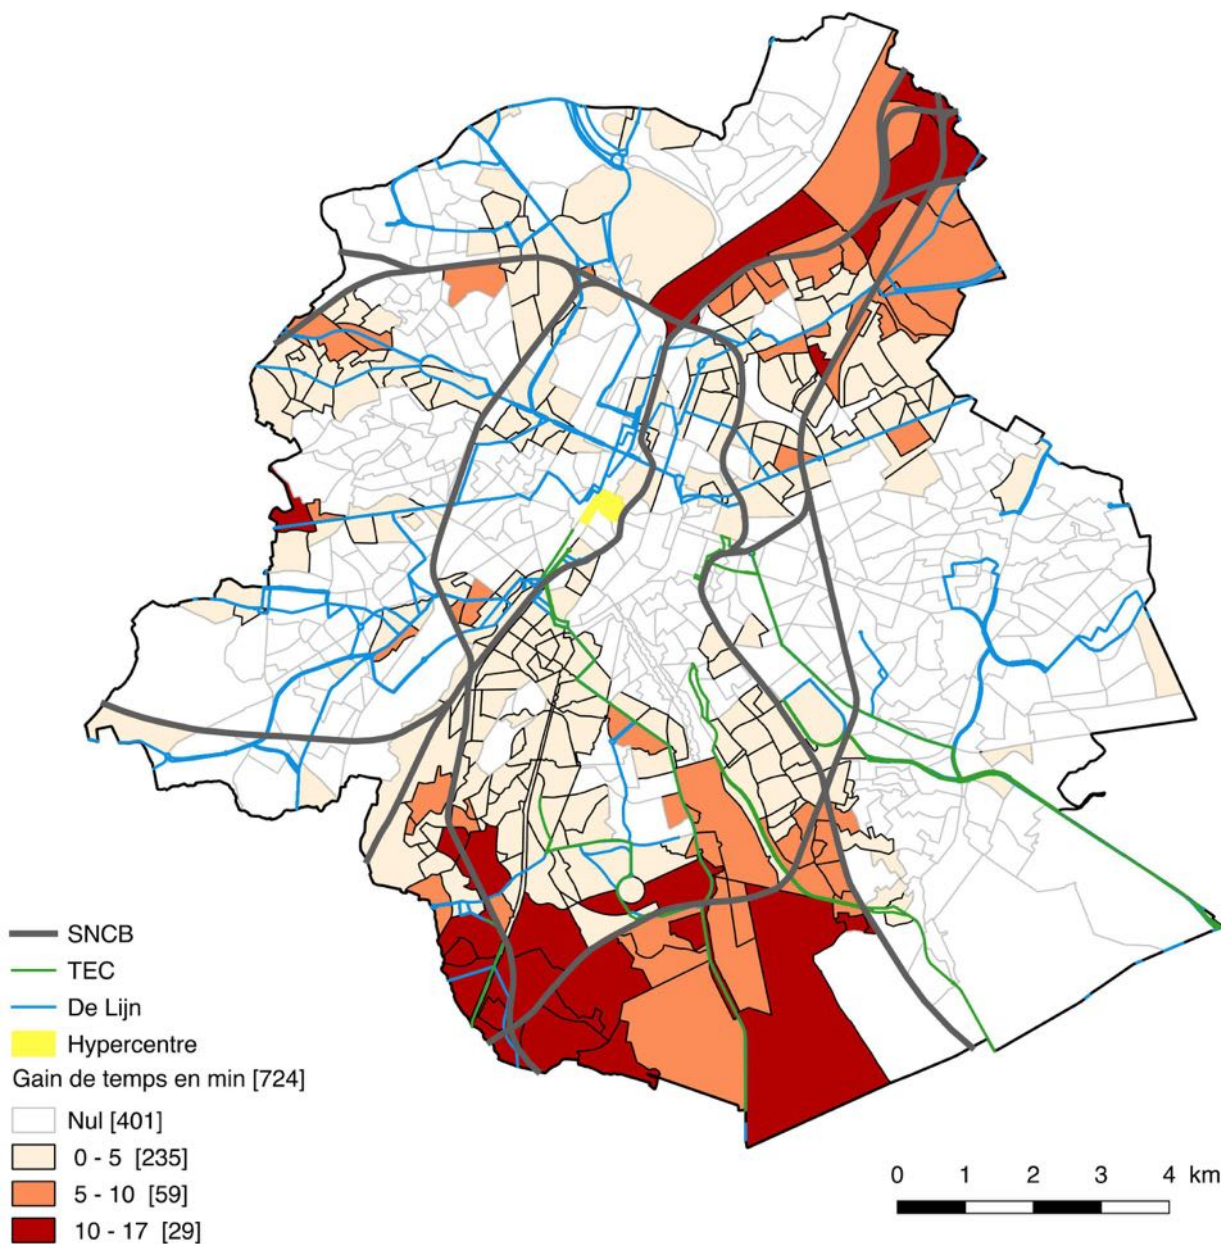 SNCB
TEC
De Lijn
Hypercentre
Gain de temps en min [724]
Nul [401]
0 - 5 [235]
5 - 10 [59]
10 - 17 [29]
0 1 2 3 4 km